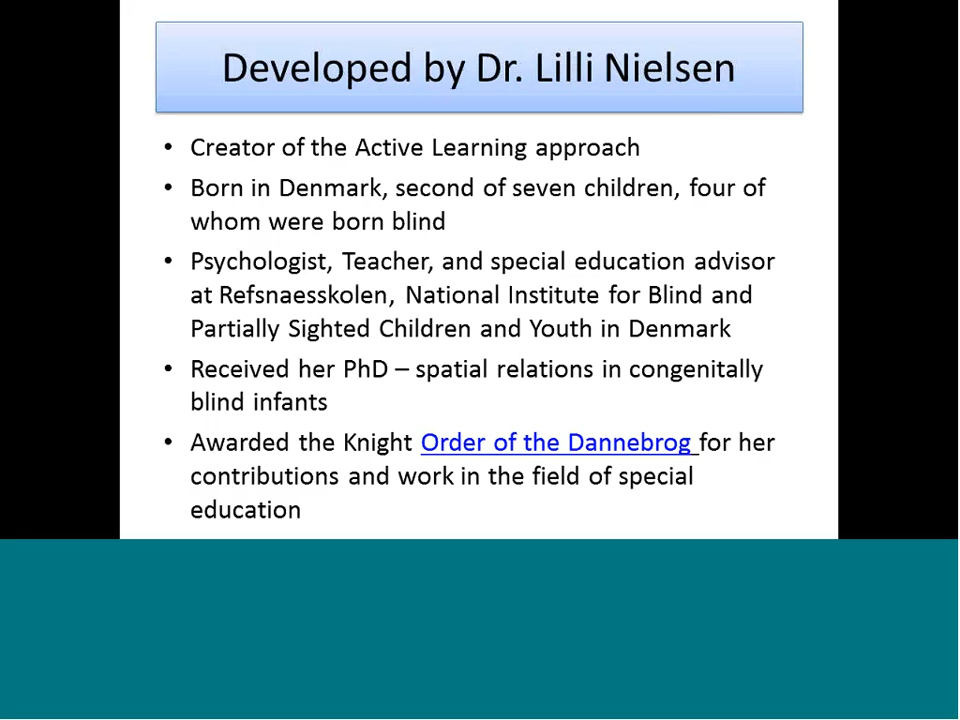 Developed by Dr. Lilli Nielsen
• Creator of the Active Learning approach
• Born in Denmark, second of seven children, four of
whom were born blind
• Psychologist, Teacher, and special education advisor
at Refsnaesskolen, National Institute for Blind and
Partially Sighted Children and Youth in Denmark
• Received her PhD – spatial relations in congenitally
blind infants
• Awarded the Knight Order of the Dannebrog for her
contributions and work in the field of special
education